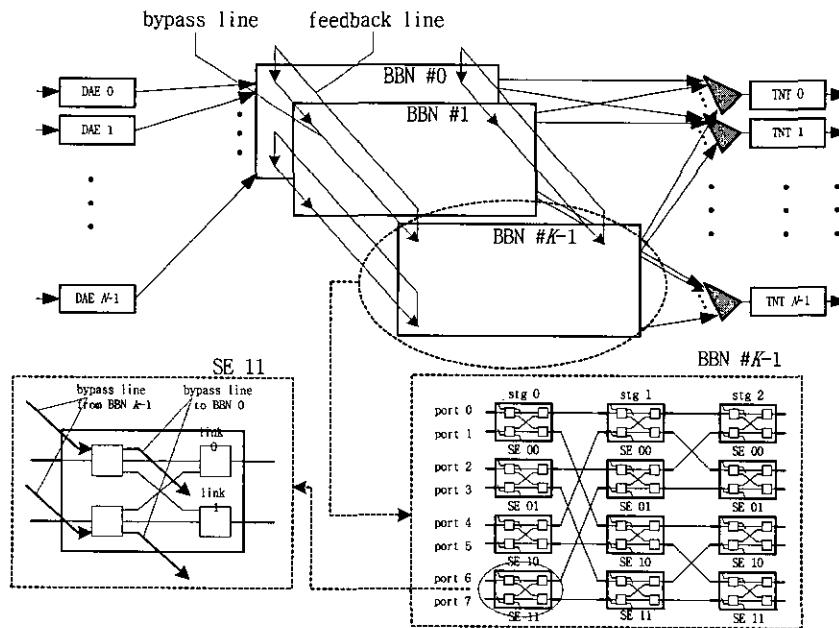 bypass line
feedback line
BBN #0
BBN #1
BBN #K-1
DAE 0
DAE 1
DAE N-1
TNT 0
TNT 1
TNT N-1
SE 11
bypass line
from BBN K-1
bypass line
to BBN 0
link
0
link
1
BBN #K-1
stg 0
stg 1
stg 2
port 0
port 1
SE 00
SE 00
SE 00
port 2
port 3
SE 01
SE 01
SE 01
port 4
port 5
SE 10
SE 10
SE 10
port 6
port 7
SE 11
SE 11
SE 11